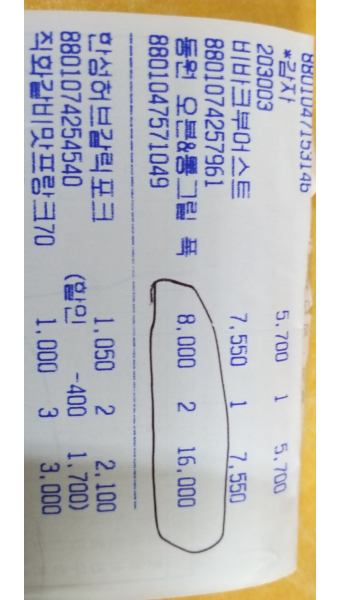 8801047153146
*감자
203003 5,700 1 5,700
비비크부어스트
8801074257961 7,550 1 7,550
동원 오븐&통그릴 폭
8801047571049 8,000 2 16,000
한성허브갈릭포크
8801074254540 1,050 2 2,100
(할인 -400 1,700)
직화갈비맛프랑크70 1,000 3 3,000